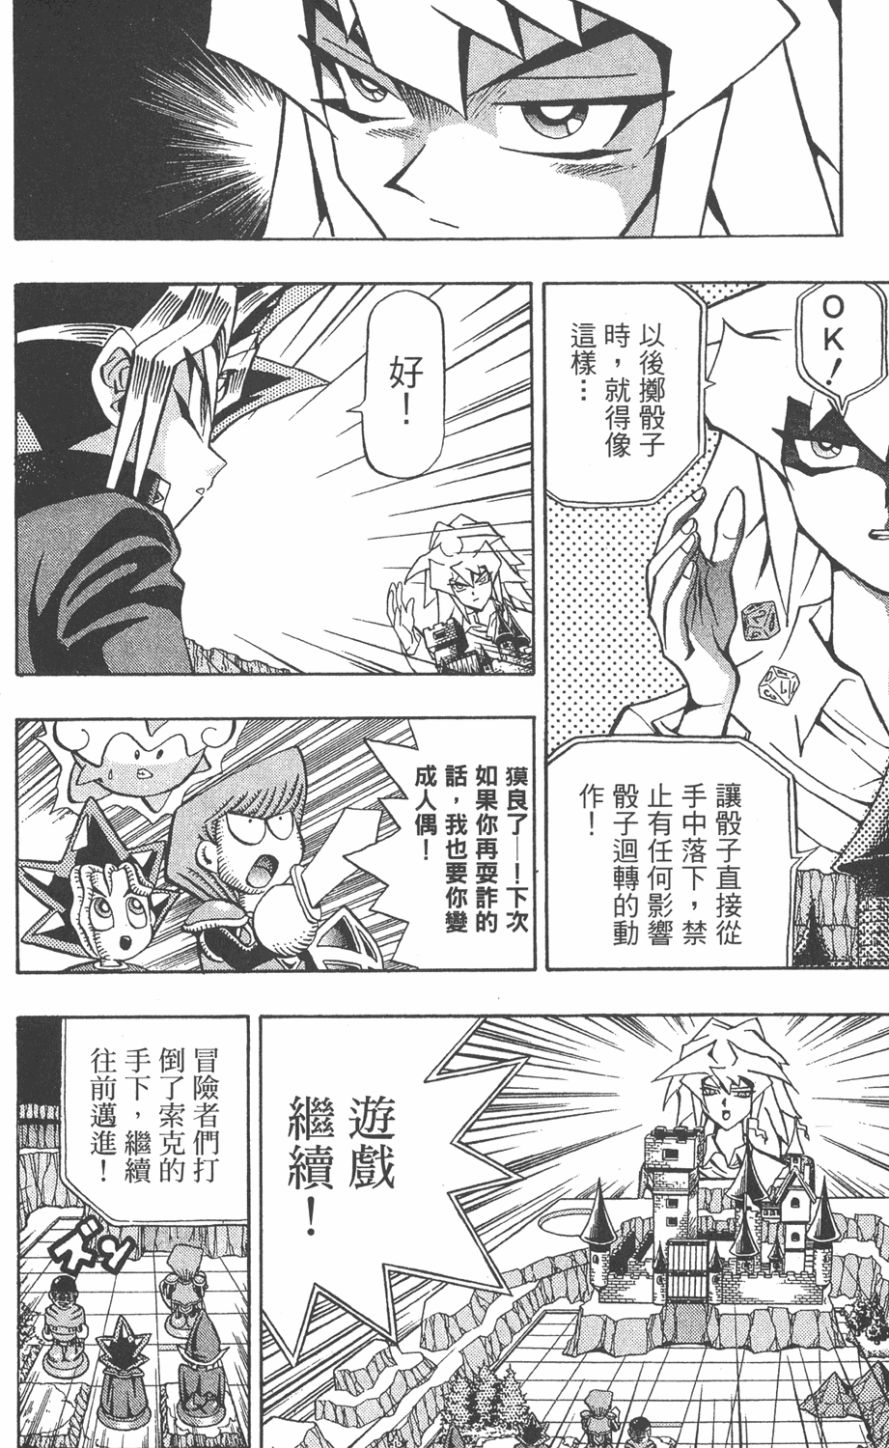 OK！
以後擲骰子
時，就得像
這樣…
好！
讓骰子直接從
手中落下，禁
止有任何影響
骰子迴轉的動
作！
獏良了─！下次
如果你再耍詐的
話，我也要你變
成人偶！
遊戲
繼續！
冒險者們打
倒了索克的
手下，繼續
往前邁進！
ズズ